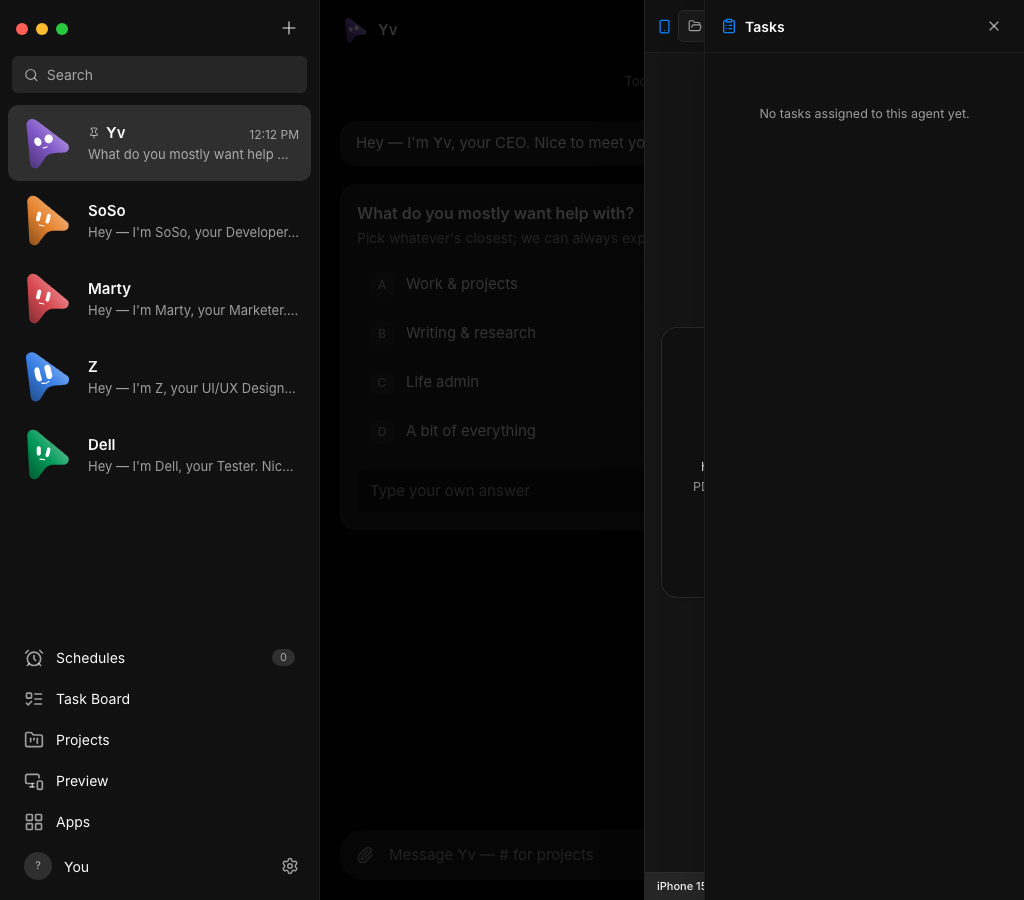 Search
Yv
12:12 PM
What do you mostly want help ...
SoSo
Hey — I'm SoSo, your Developer...
Marty
Hey — I'm Marty, your Marketer....
Z
Hey — I'm Z, your UI/UX Design...
Dell
Hey — I'm Dell, your Tester. Nic...
Schedules
0
Task Board
Projects
Preview
Apps
?
You
Yv
Hey — I'm Yv, your CEO. Nice to meet yo
What do you mostly want help with?
Pick whatever's closest; we can always exp
A
Work & projects
B
Writing & research
C
Life admin
D
A bit of everything
Type your own answer
Message Yv — # for projects
iPhone 15
Tasks
No tasks assigned to this agent yet.